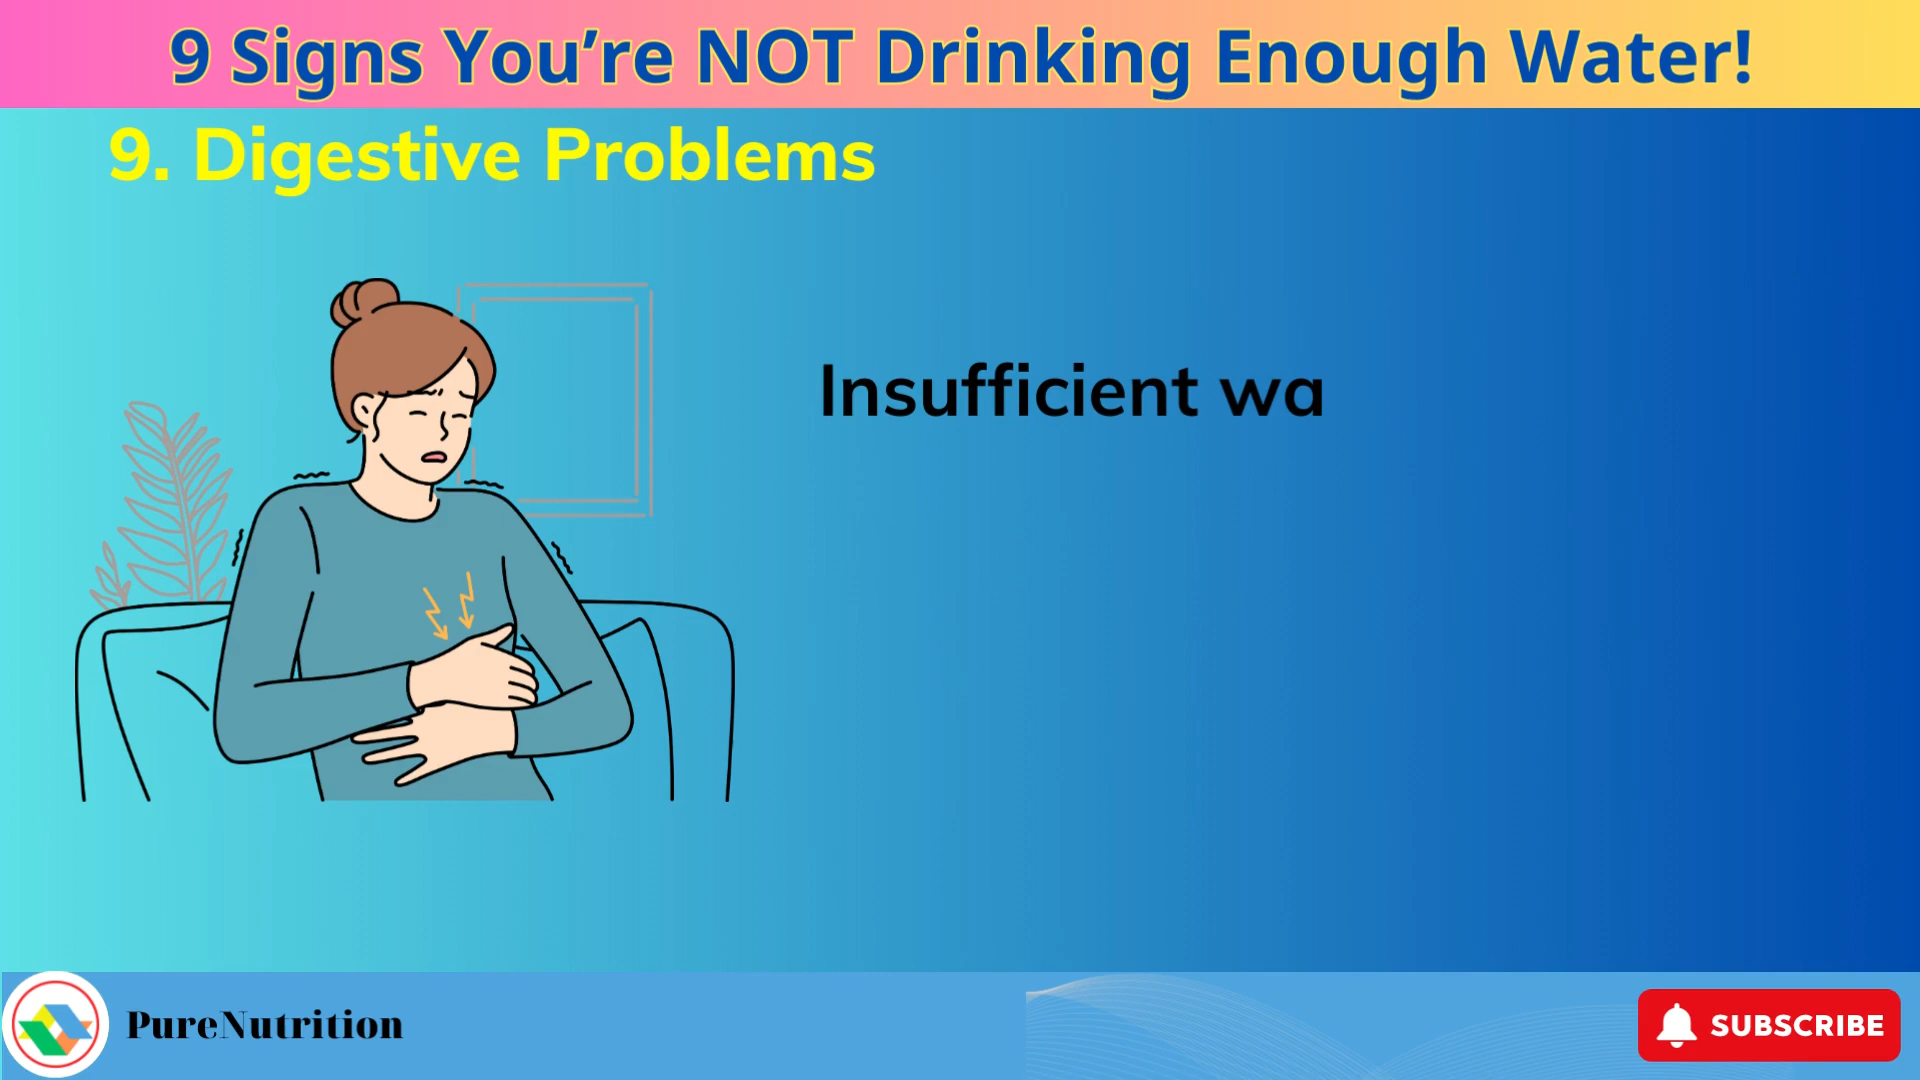 9 Signs You’re NOT Drinking Enough Water!
9. Digestive Problems
Insufficient wa
PureNutrition
SUBSCRIBE